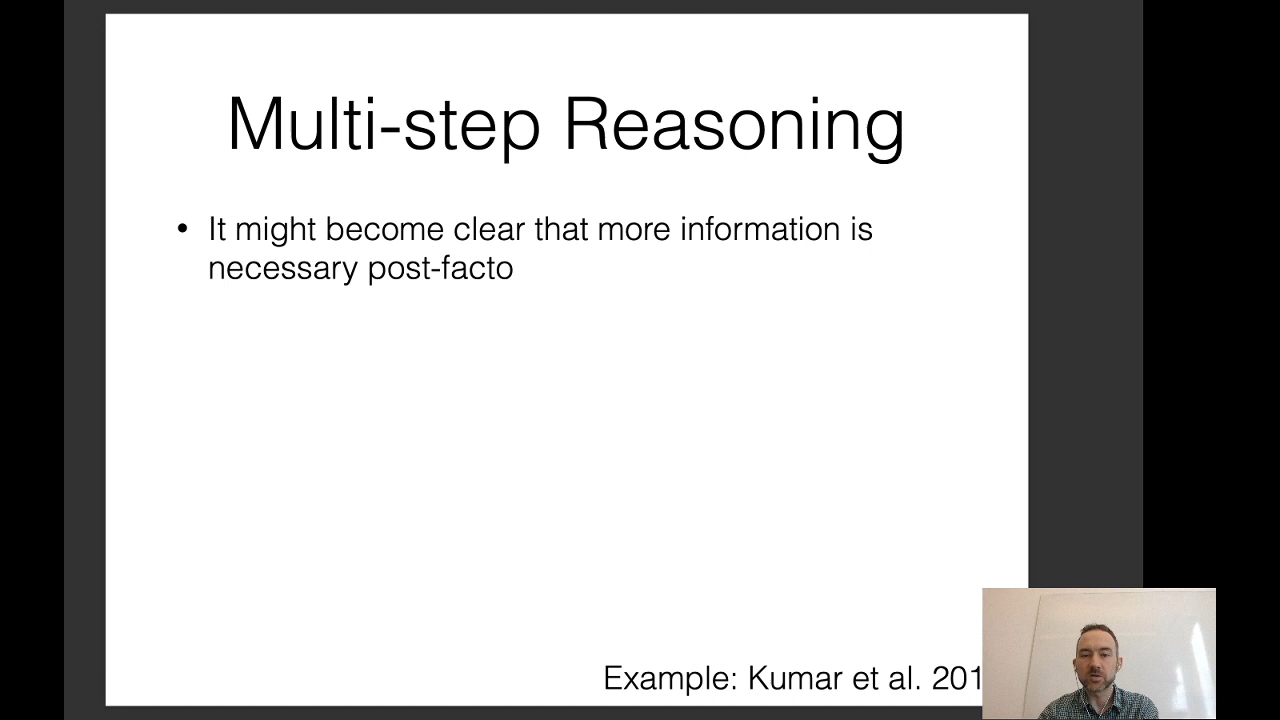 Multi-step Reasoning
• It might become clear that more information is
necessary post-facto
Example: Kumar et al. 201